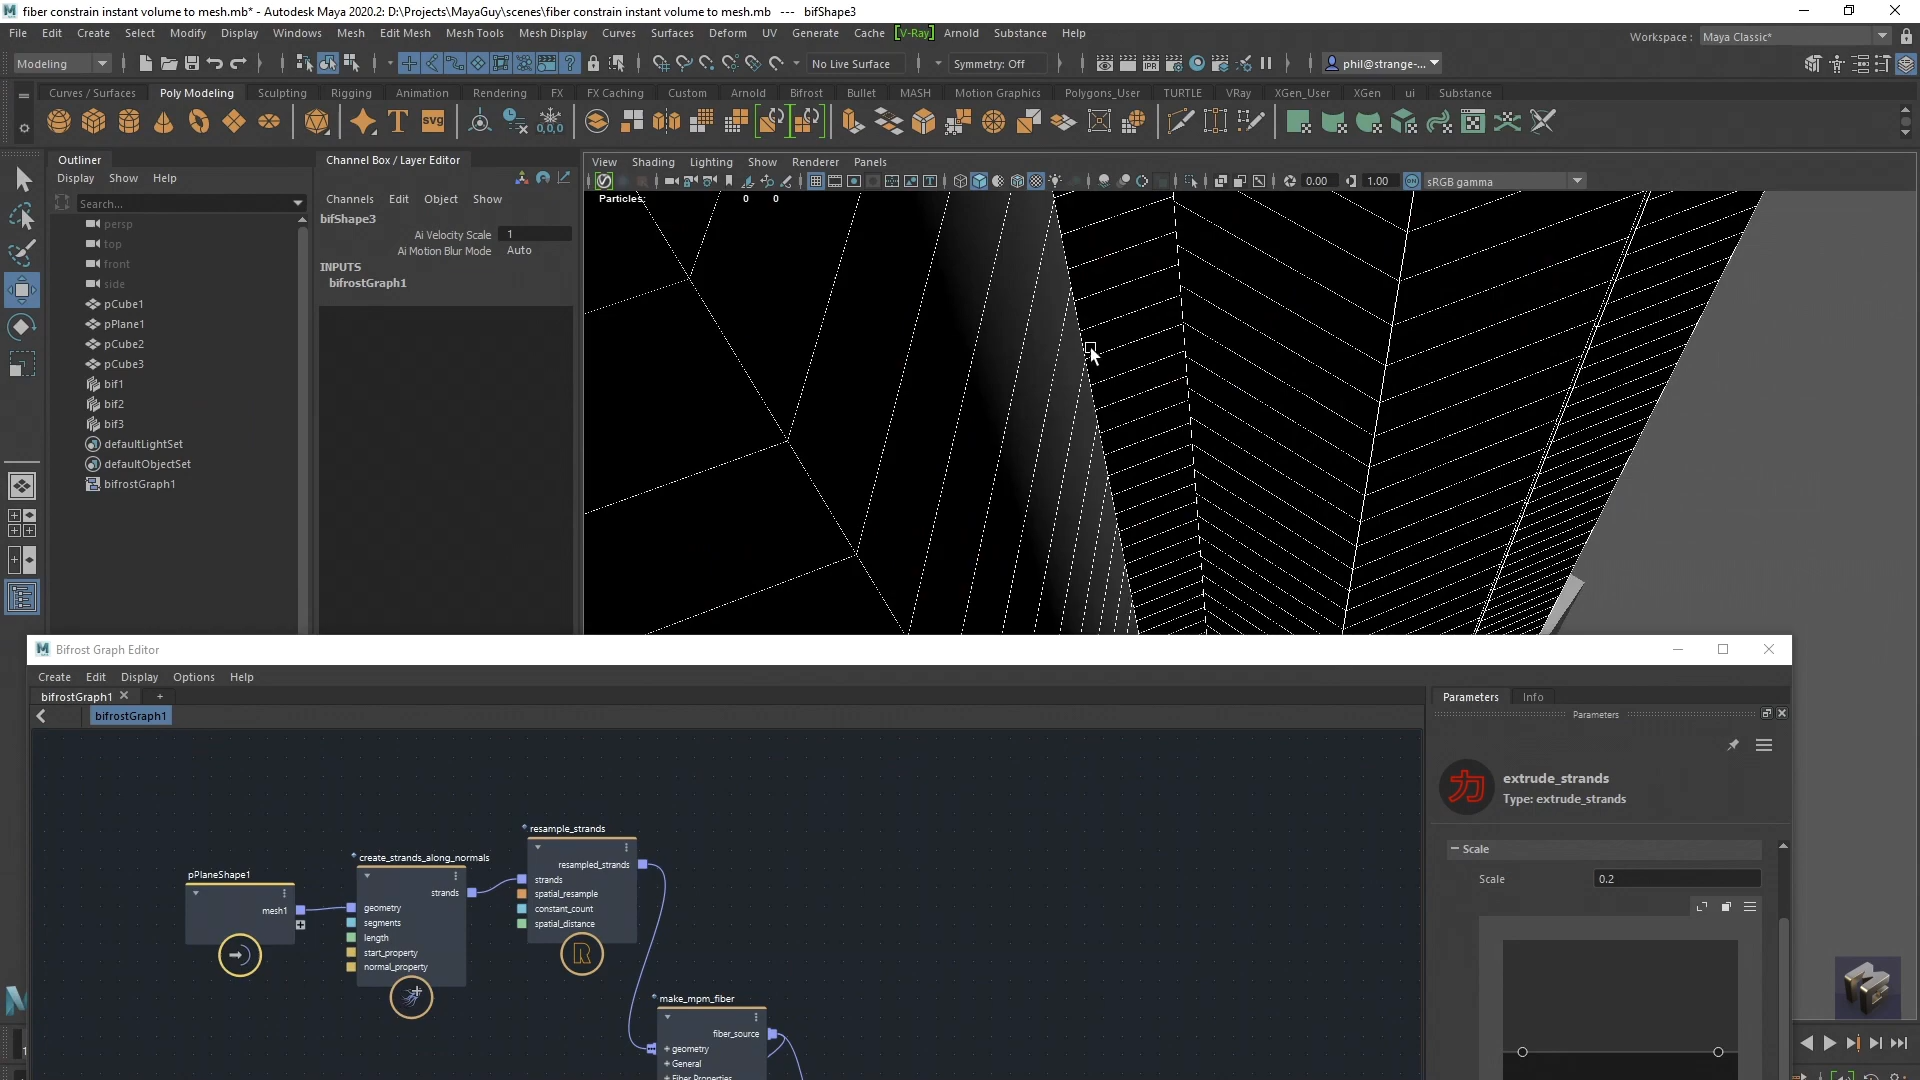 fiber constrain instant volume to mesh.mb* - Autodesk Maya 2020.2: D:\Projects\MayaGuy\scenes\fiber constrain instant volume to mesh.mb --- bifShape3
File Edit Create Select Modify Display Windows Mesh Edit Mesh Mesh Tools Mesh Display Curves Surfaces Deform UV Generate Cache [V-Ray] Arnold Substance Help
Workspace : Maya Classic*
Modeling No Live Surface Symmetry: Off phil@strange-...
Curves / Surfaces Poly Modeling Sculpting Rigging Animation Rendering FX FX Caching Custom Arnold Bifrost Bullet MASH Motion Graphics Polygons_User TURTLE VRay XGen_User XGen ui Substance
T svg 0,0,0
Outliner
Display Show Help
Search...
persp
top
front
side
pCube1
pPlane1
pCube2
pCube3
bif1
bif2
bif3
defaultLightSet
defaultObjectSet
bifrostGraph1
Channel Box / Layer Editor
Channels Edit Object Show
bifShape3
Ai Velocity Scale 1
Ai Motion Blur Mode Auto
INPUTS
bifrostGraph1
View Shading Lighting Show Renderer Panels
0.00 1.00 sRGB gamma
Particles: 0 0
Bifrost Graph Editor
Create Edit Display Options Help
bifrostGraph1
bifrostGraph1
pPlaneShape1
mesh1
create_strands_along_normals
strands
geometry
segments
length
start_property
normal_property
resample_strands
resampled_strands
strands
spatial_resample
constant_count
spatial_distance
R
make_mpm_fiber
fiber_source
geometry
General
Fiber Properties
Parameters Info
Parameters
extrude_strands
Type: extrude_strands
Scale
Scale 0.2
1